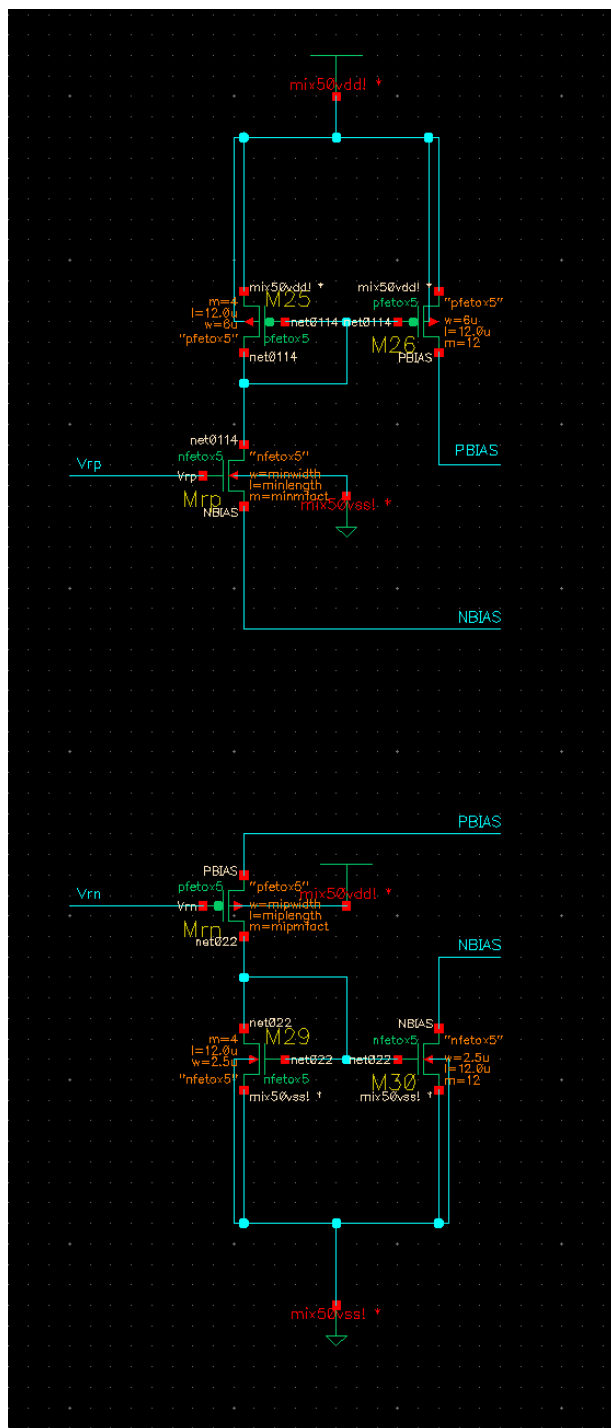 mix50vdd! *
mix50vdd! * mix50vdd! *
M25
m=4
l=12.0u
w=6u
"pfetox5"
pfetox5
net0114
net0114 net0114
pfetox5
"pfetox5"
w=6u
l=12.0u
m=12
M26
PBIAS
PBIAS
net0114
nfetox5 "nfetox5"
Vrp
Vrp
w=minwidth
l=minlength
m=minmfact
Mrp
NBIAS
mix50vss! *
NBIAS
PBIAS
PBIAS
pfetox5 "pfetox5"
Vrn
Vrn
mix50vdd! *
w=mipwidth
l=miplength
m=mipmfact
Mrn
net022
NBIAS
net022
M29
m=4
l=12.0u
w=2.5u
"nfetox5"
nfetox5
net022 net022
NBIAS
nfetox5
"nfetox5"
w=2.5u
l=12.0u
m=12
M30
mix50vss! * mix50vss! *
mix50vss! *